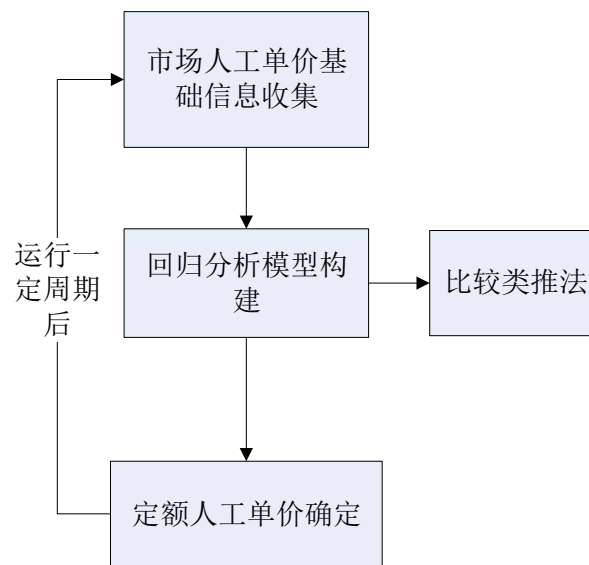 市场人工单价基
础信息收集
运行一
定周期
后
回归分析模型构
建
比较类推法
定额人工单价确定